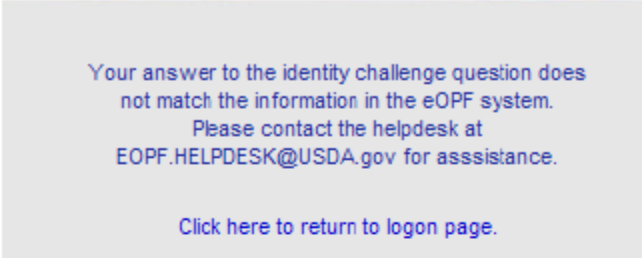 Your answer to the identity challenge question does
not match the information in the eOPF system.
Please contact the helpdesk at
EOPF.HELPDESK@USDA.gov for asssistance.
Click here to return to logon page.